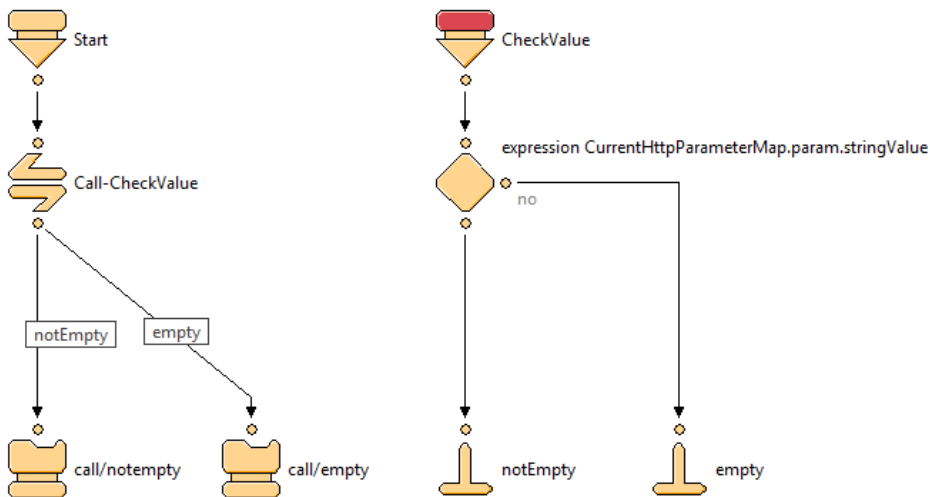 Start
CheckValue
expression CurrentHttpParameterMap.param.stringValue
Call-CheckValue
no
notEmpty
empty
call/notempty
call/empty
notEmpty
empty